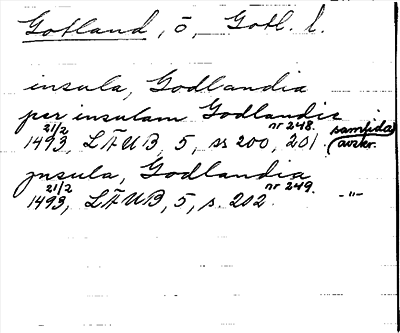 Gotland, ö, Gotl. l.
insula, Godlandia
per insulam Godlandie
21/2 nr 248. samtida
1493, LÄUB, 5, ss 200, 201. avskr.
jnsula, Godlandia
21/2 nr 249.
1493, LÄUB, 5, s. 202 -"-